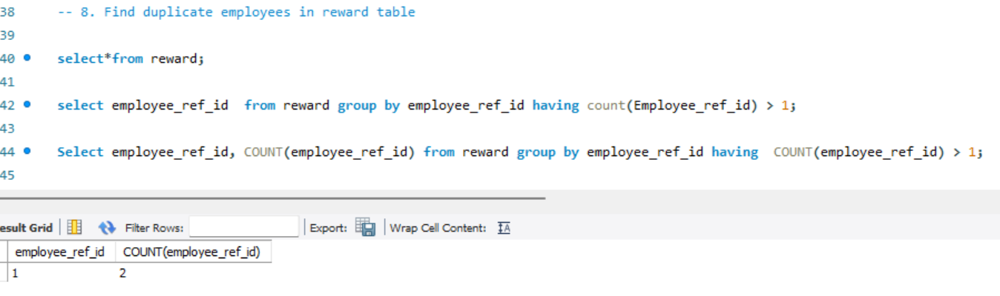 38 -- 8. Find duplicate employees in reward table
39
40 select*from reward;
41
42 select employee_ref_id  from reward group by employee_ref_id having count(Employee_ref_id) > 1;
43
44 Select employee_ref_id, COUNT(employee_ref_id) from reward group by employee_ref_id having  COUNT(employee_ref_id) > 1;
45
esult Grid Filter Rows: Export: Wrap Cell Content: IA
employee_ref_id COUNT(employee_ref_id)
1 2